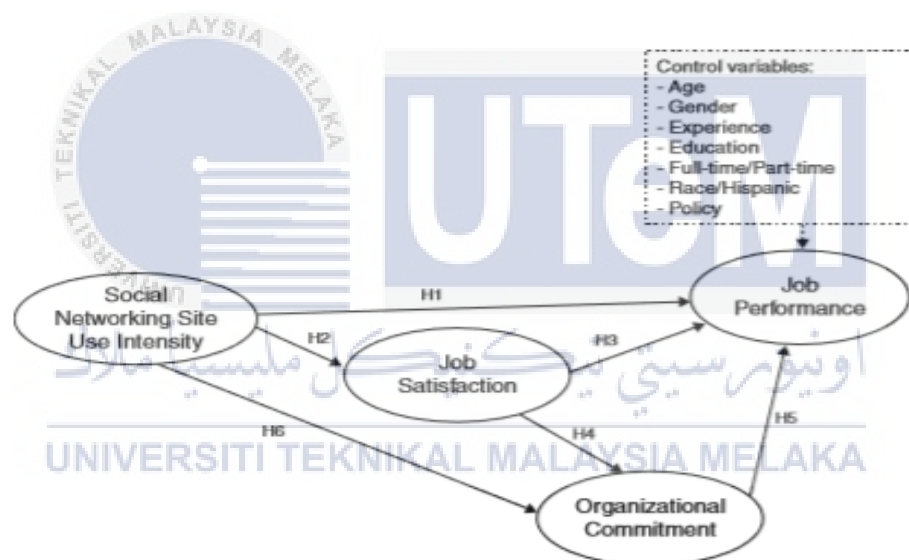 UNIVERSITI TEKNIKAL MALAYSIA MELAKA
UTeM
Control variables:
- Age
- Gender
- Experience
- Education
- Full-time/Part-time
- Race/Hispanic
- Policy
Social
Networking Site
Use Intensity
H1
Job
Performance
H2
Job
Satisfaction
H3
اونيورسيتي تيكنيكل مليسيا ملاك
H6
H4
H5
UNIVERSITI TEKNIKAL MALAYSIA MELAKA
Organizational
Commitment